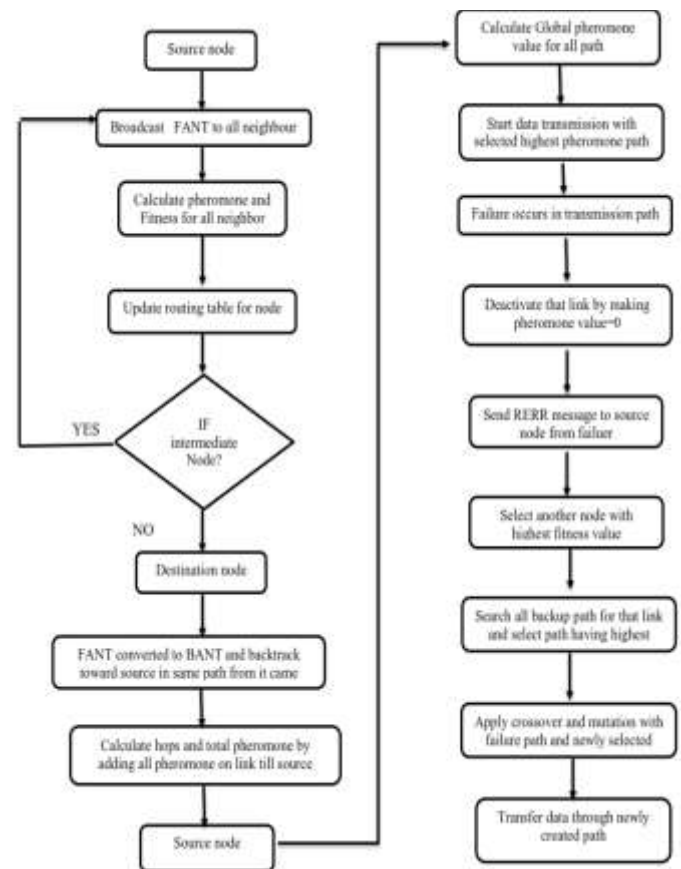 Source node
Broadcast FANT to all neighbour
Calculate pheromone and
Fitness for all neighbor
Update routing table for node
YES
IF
intermediate
Node?
NO
Destination node
FANT converted to BANT and backtrack
toward source in same path from it came
Calculate hops and total pheromone by
adding all pheromone on link till source
Source node
Calculate Global pheromone
value for all path
Start data transmission with
selected highest pheromone path
Failure occurs in transmission path
Deactivate that link by making
pheromone value=0
Send RERR message to source
node from failuer
Select another node with
highest fitness value
Search all backup path for that link
and select path having highest
Apply crossover and mutation with
failure path and newly selected
Transfer data through newly
created path